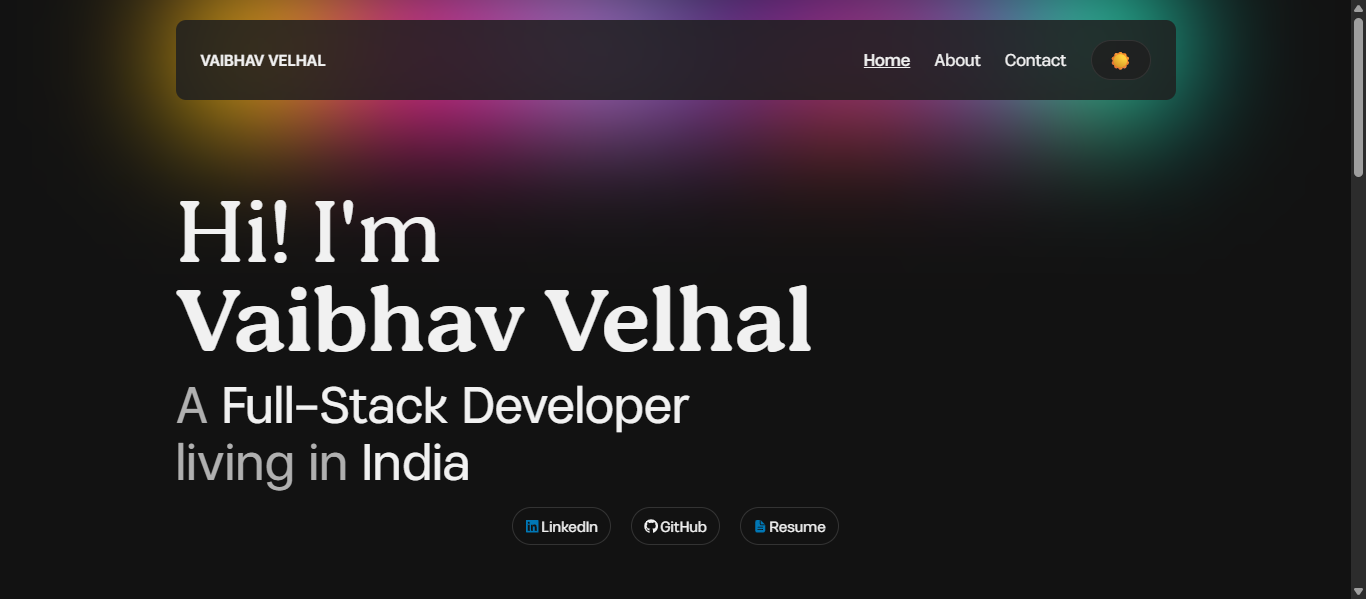 VAIBHAV VELHAL
Home About Contact
Hi! I'm
Vaibhav Velhal
A Full-Stack Developer
living in India
LinkedIn GitHub Resume